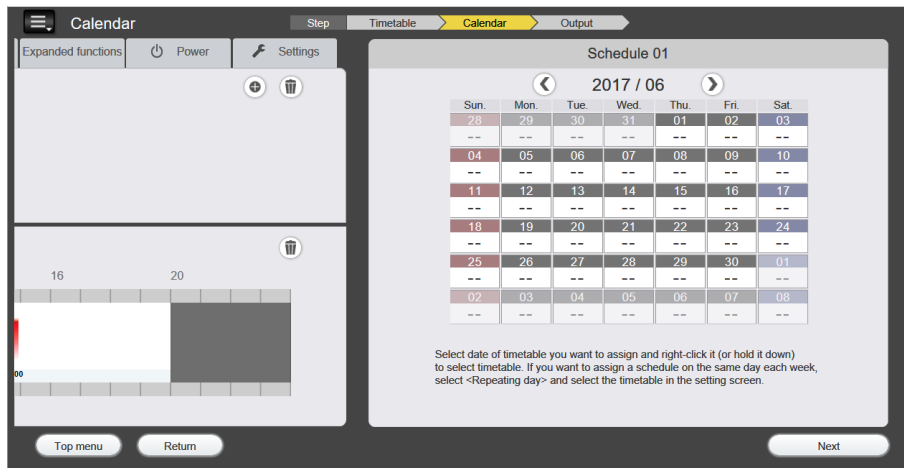 Calendar
Step Timetable Calendar Output
Expanded functions Power Settings
Schedule 01
2017 / 06
Sun. Mon. Tue. Wed. Thu. Fri. Sat.
28 29 30 31 01 02 03
-- -- -- -- -- -- --
04 05 06 07 08 09 10
-- -- -- -- -- -- --
11 12 13 14 15 16 17
-- -- -- -- -- -- --
18 19 20 21 22 23 24
-- -- -- -- -- -- --
25 26 27 28 29 30 01
-- -- -- -- -- -- --
02 03 04 05 06 07 08
-- -- -- -- -- -- --
16 20
00
Select date of timetable you want to assign and right-click it (or hold it down)
to select timetable. If you want to assign a schedule on the same day each week,
select <Repeating day> and select the timetable in the setting screen.
Top menu Return Next